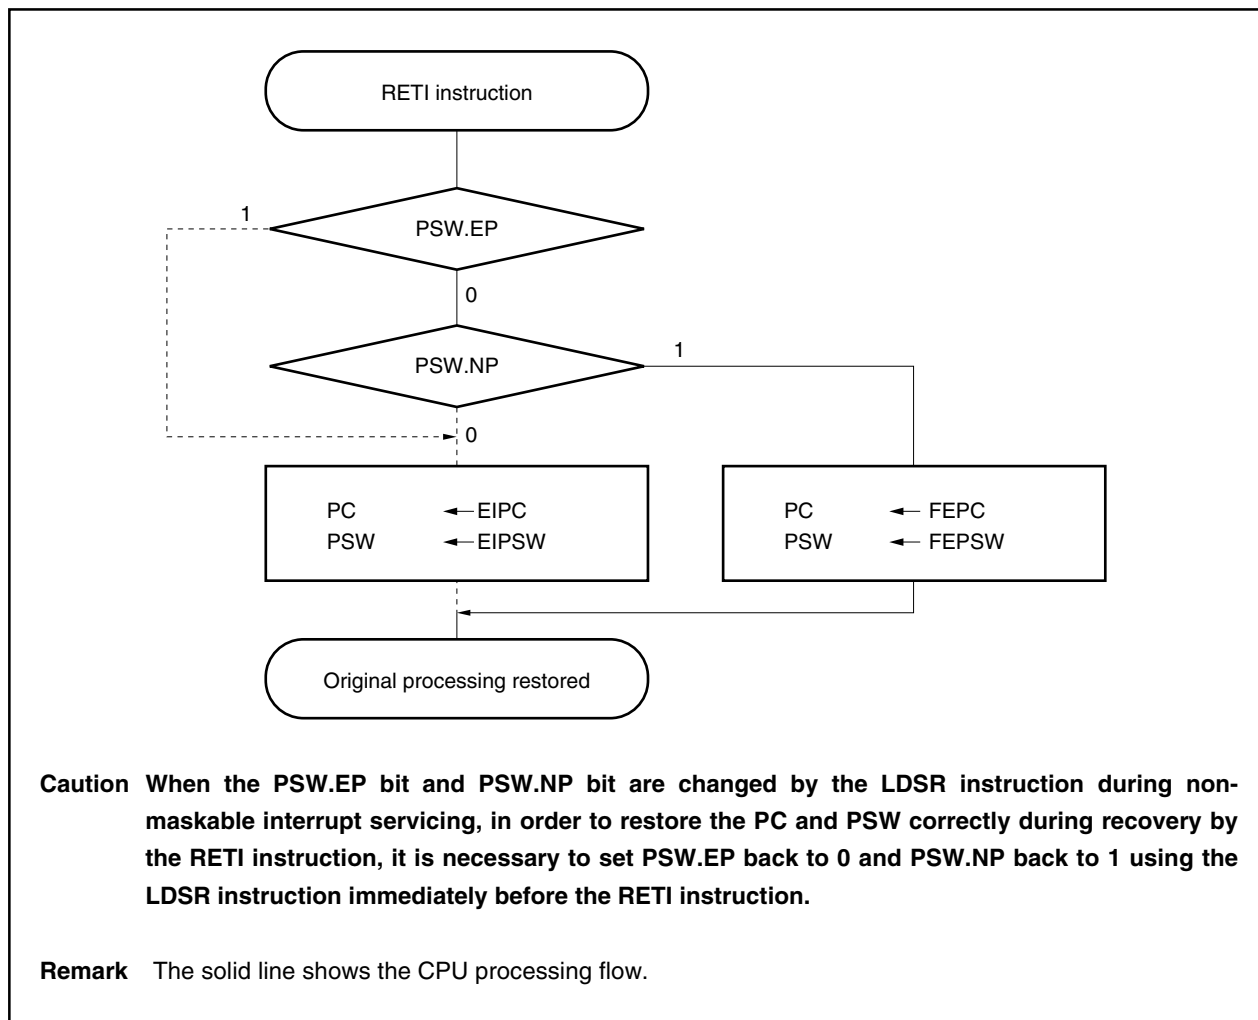 RETI instruction
1
PSW.EP
0
PSW.NP
1
0
PC ← EIPC
PSW ← EIPSW
PC ← FEPC
PSW ← FEPSW
Original processing restored
Caution When the PSW.EP bit and PSW.NP bit are changed by the LDSR instruction during non-
maskable interrupt servicing, in order to restore the PC and PSW correctly during recovery by
the RETI instruction, it is necessary to set PSW.EP back to 0 and PSW.NP back to 1 using the
LDSR instruction immediately before the RETI instruction.
Remark The solid line shows the CPU processing flow.